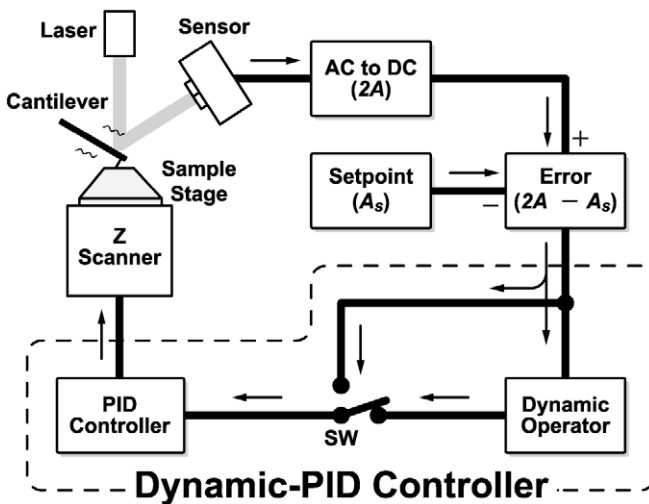 Laser
Sensor
Cantilever
AC to DC
(2A)
+
Sample
Stage
Setpoint
(Aₛ)
−
Error
(2A − Aₛ)
Z
Scanner
PID
Controller
SW
Dynamic
Operator
Dynamic-PID Controller